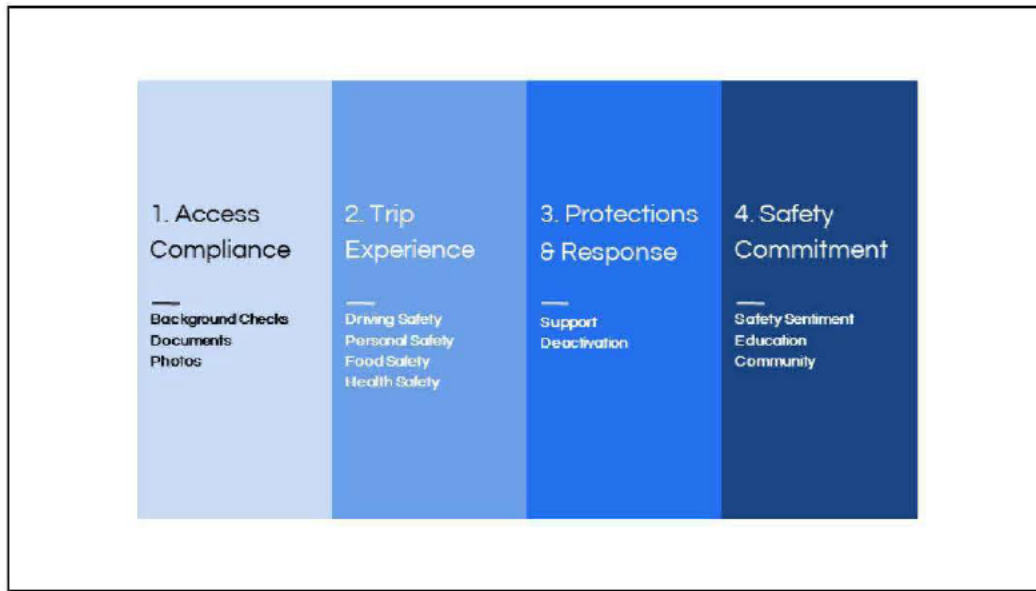 1. Access
Compliance
Background Checks
Documents
Photos
2. Trip
Experience
Driving Safety
Personal Safety
Food Safety
Health Safety
3. Protections
& Response
Support
Deactivation
4. Safety
Commitment
Safety Sentiment
Education
Community